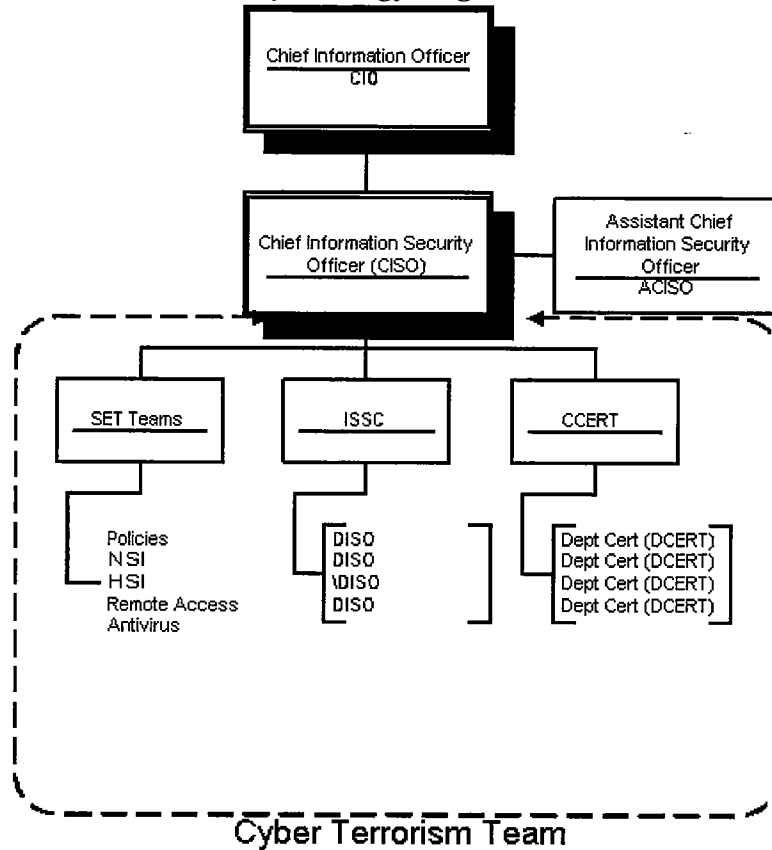 Chief Information Officer
CIO
Chief Information Security
Officer (CISO)
Assistant Chief
Information Security
Officer
ACISO
SET Teams
ISSC
CCERT
Policies
NSI
HSI
Remote Access
Antivirus
DISO
DISO
\DISO
DISO
Dept Cert (DCERT)
Dept Cert (DCERT)
Dept Cert (DCERT)
Dept Cert (DCERT)
Cyber Terrorism Team